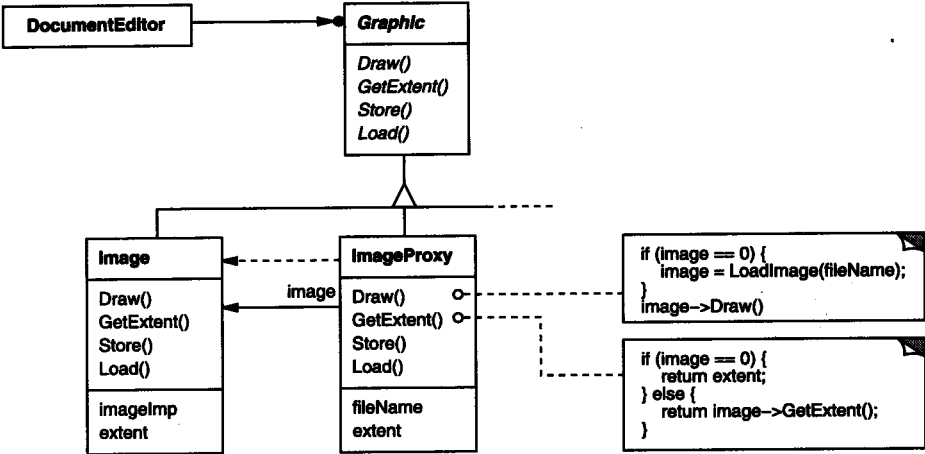 DocumentEditor
Graphic
Draw()
GetExtent()
Store()
Load()
Image
Draw()
GetExtent()
Store()
Load()
imageImp
extent
image
ImageProxy
Draw()
GetExtent()
Store()
Load()
fileName
extent
if (image == 0) {
image = LoadImage(fileName);
}
image->Draw()
if (image == 0) {
return extent;
} else {
return image->GetExtent();
}